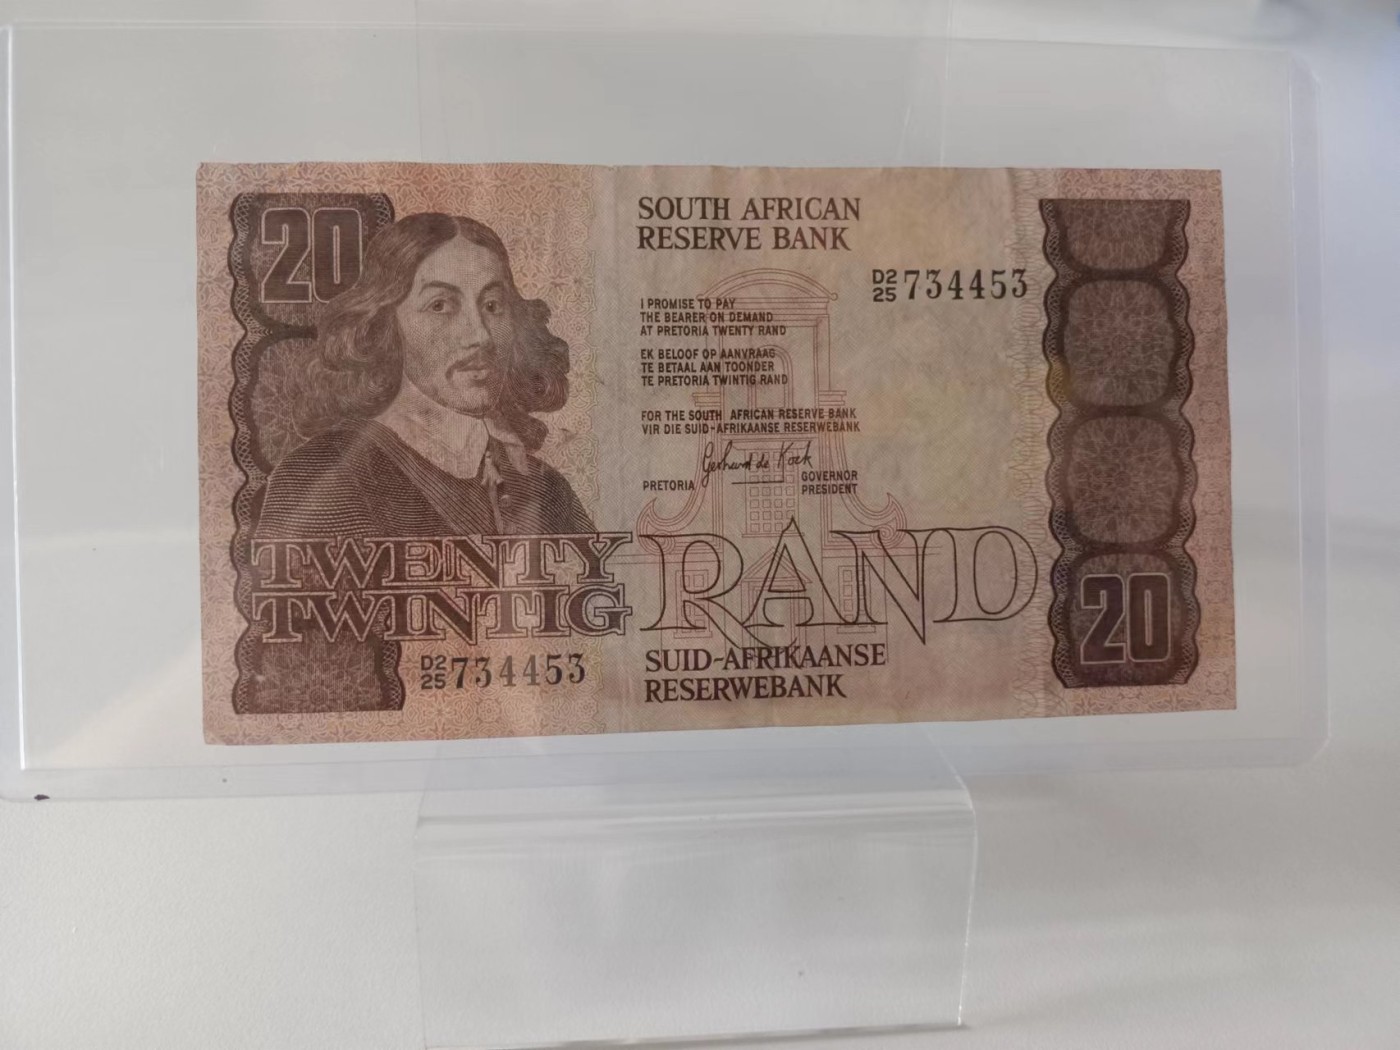 20
SOUTH AFRICAN
RESERVE BANK
D2
25 734453
I PROMISE TO PAY
THE BEARER ON DEMAND
AT PRETORIA TWENTY RAND
EK BELOOF OP AANVRAAG
TE BETAAL AAN TOONDER
TE PRETORIA TWINTIG RAND
FOR THE SOUTH AFRICAN RESERVE BANK
VIR DIE SUID-AFRIKAANSE RESERWEBANK
Gerhard de Kock
PRETORIA
GOVERNOR
PRESIDENT
TWENTY
TWINTIG
RAND
20
D2
25 734453
SUID-AFRIKAANSE
RESERWEBANK